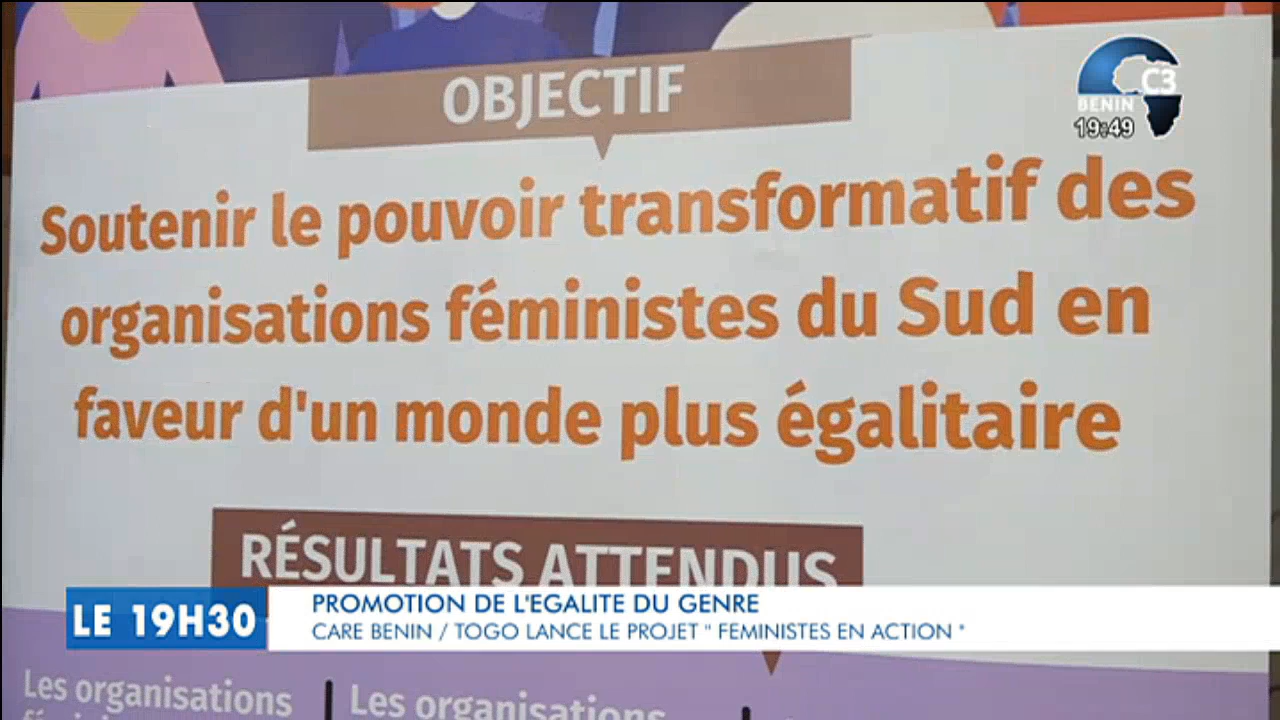 OBJECTIF
C3
BENIN
19:49
Soutenir le pouvoir transformatif des
organisations féministes du Sud en
faveur d'un monde plus égalitaire
RÉSULTATS ATTENDUS
LE 19H30
PROMOTION DE L'EGALITE DU GENRE
CARE BENIN / TOGO LANCE LE PROJET " FEMINISTES EN ACTION "
Les organisations
Les organisations